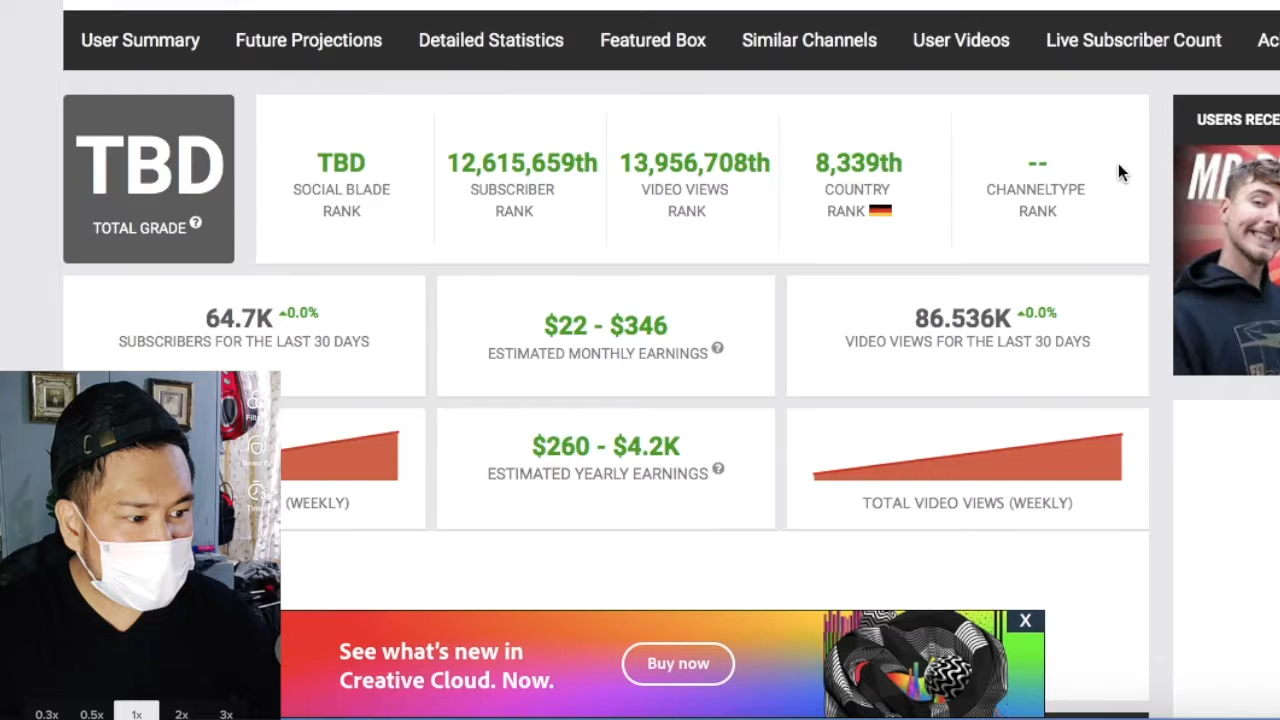 User Summary Future Projections Detailed Statistics Featured Box Similar Channels User Videos Live Subscriber Count Ac
TBD
TOTAL GRADE ?
TBD
SOCIAL BLADE
RANK
12,615,659th
SUBSCRIBER
RANK
13,956,708th
VIDEO VIEWS
RANK
8,339th
COUNTRY
RANK
--
CHANNELTYPE
RANK
USERS RECE
64.7K 0.0%
SUBSCRIBERS FOR THE LAST 30 DAYS
$22 - $346
ESTIMATED MONTHLY EARNINGS ?
86.536K 0.0%
VIDEO VIEWS FOR THE LAST 30 DAYS
(WEEKLY)
$260 - $4.2K
ESTIMATED YEARLY EARNINGS ?
TOTAL VIDEO VIEWS (WEEKLY)
See what's new in
Creative Cloud. Now.
Buy now
X
0.3x 0.5x 1x 2x 3x